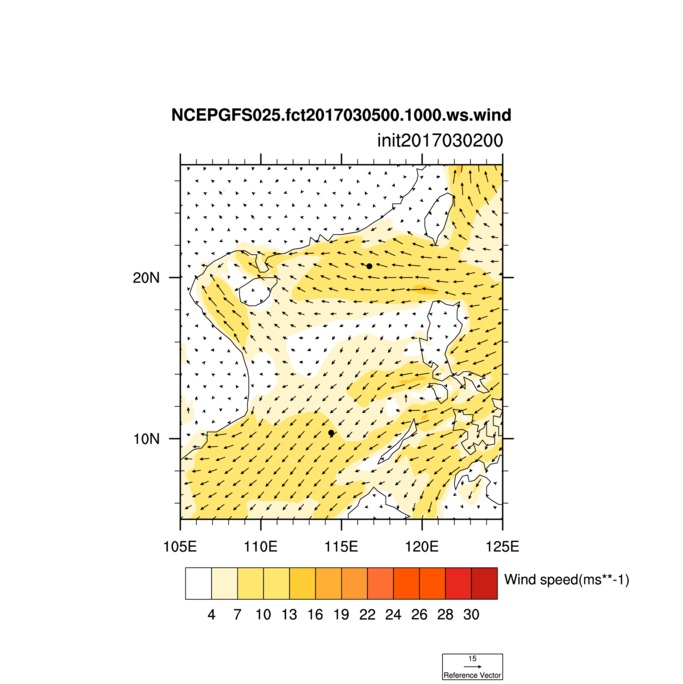 NCEPGFS025.fct2017030500.1000.ws.wind
init2017030200
20N
10N
105E 110E 115E 120E 125E
Wind speed(ms**-1)
4 7 10 13 16 19 22 24 26 28 30
15
Reference Vector